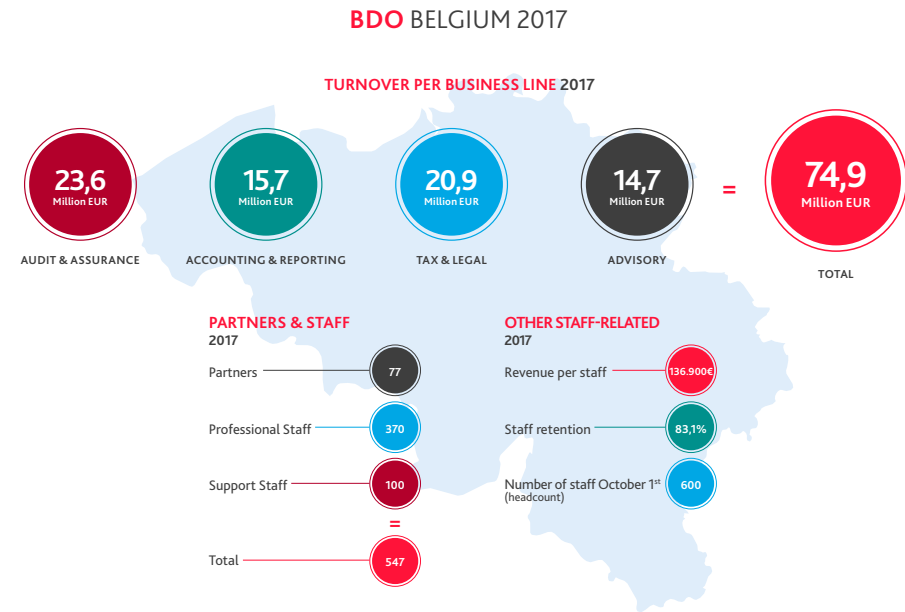 BDO BELGIUM 2017
TURNOVER PER BUSINESS LINE 2017
23,6
Million EUR
AUDIT & ASSURANCE
15,7
Million EUR
ACCOUNTING & REPORTING
20,9
Million EUR
TAX & LEGAL
14,7
Million EUR
ADVISORY
=
74,9
Million EUR
TOTAL
PARTNERS & STAFF
2017
Partners 77
Professional Staff 370
Support Staff 100
=
Total 547
OTHER STAFF-RELATED
2017
Revenue per staff 136.900€
Staff retention 83,1%
Number of staff October 1st 600
(headcount)